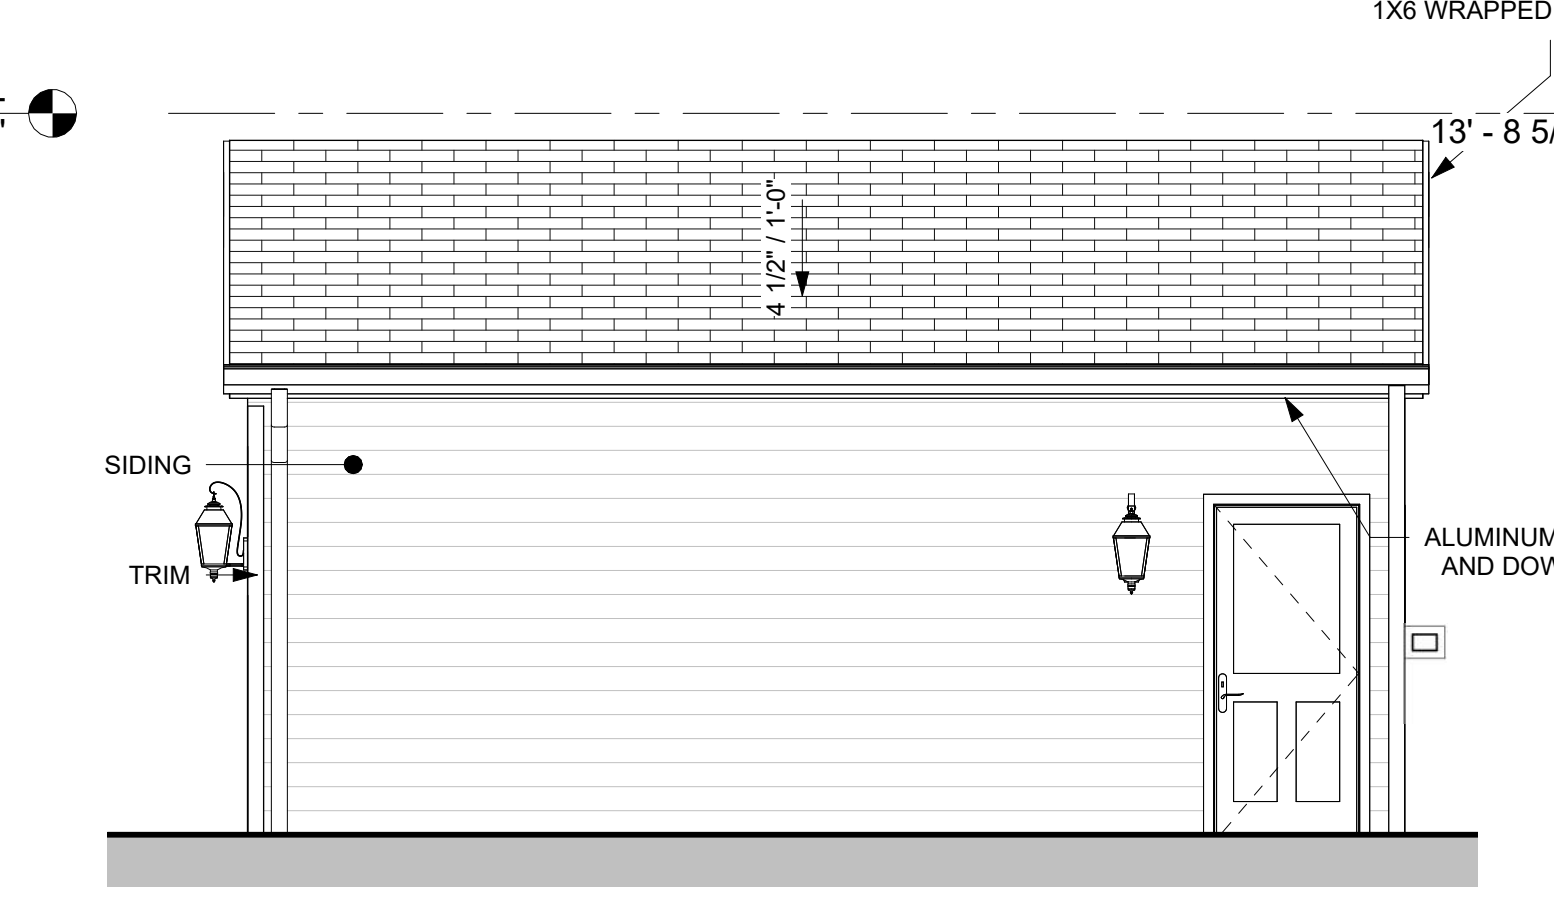 1X6 WRAPPED
13' - 8 5/
4 1/2" / 1'-0"
SIDING
TRIM
ALUMINUM
AND DOW